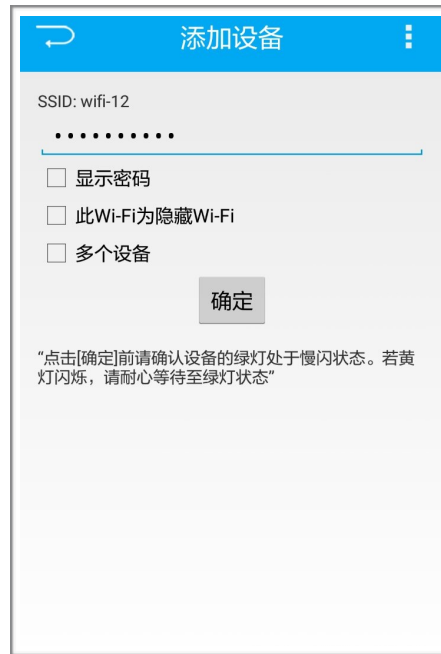 添加设备
SSID: wifi-12
••••••••••
显示密码
此Wi-Fi为隐藏Wi-Fi
多个设备
确定
“点击[确定]前请确认设备的绿灯处于慢闪状态。若黄
灯闪烁，请耐心等待至绿灯状态”